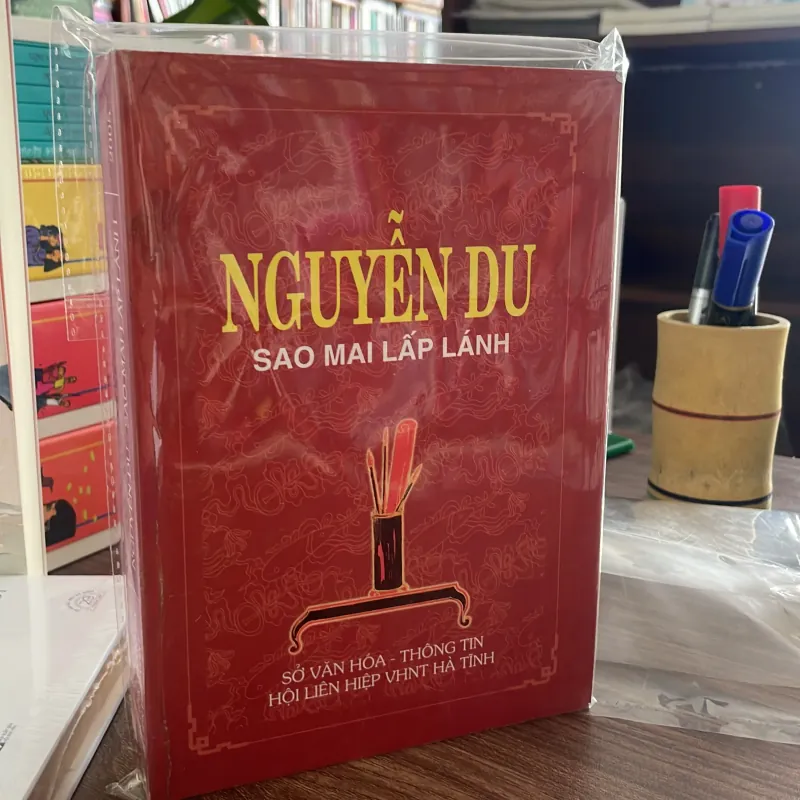 NGUYỄN DU
SAO MAI LẤP LÁNH
SỞ VĂN HÓA - THÔNG TIN
HỘI LIÊN HIỆP VHNT HÀ TĨNH